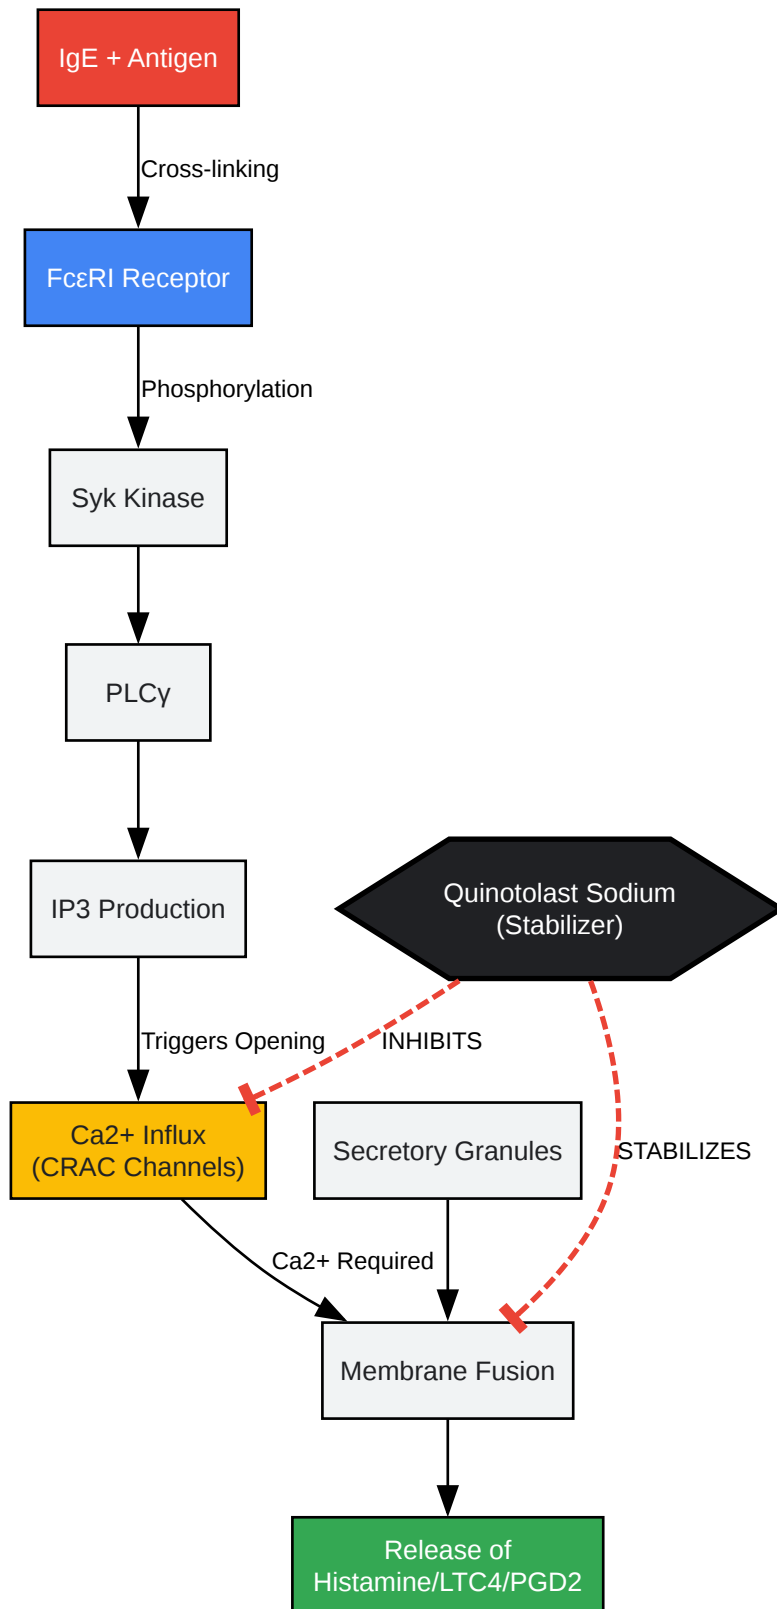 IgE + Antigen
Cross-linking
FcεRI Receptor
Phosphorylation
Syk Kinase
PLCγ
IP3 Production
Quinotolast Sodium
(Stabilizer)
Triggers Opening
INHIBITS
Ca2+ Influx
(CRAC Channels)
Secretory Granules
STABILIZES
Ca2+ Required
Membrane Fusion
Release of
Histamine/LTC4/PGD2